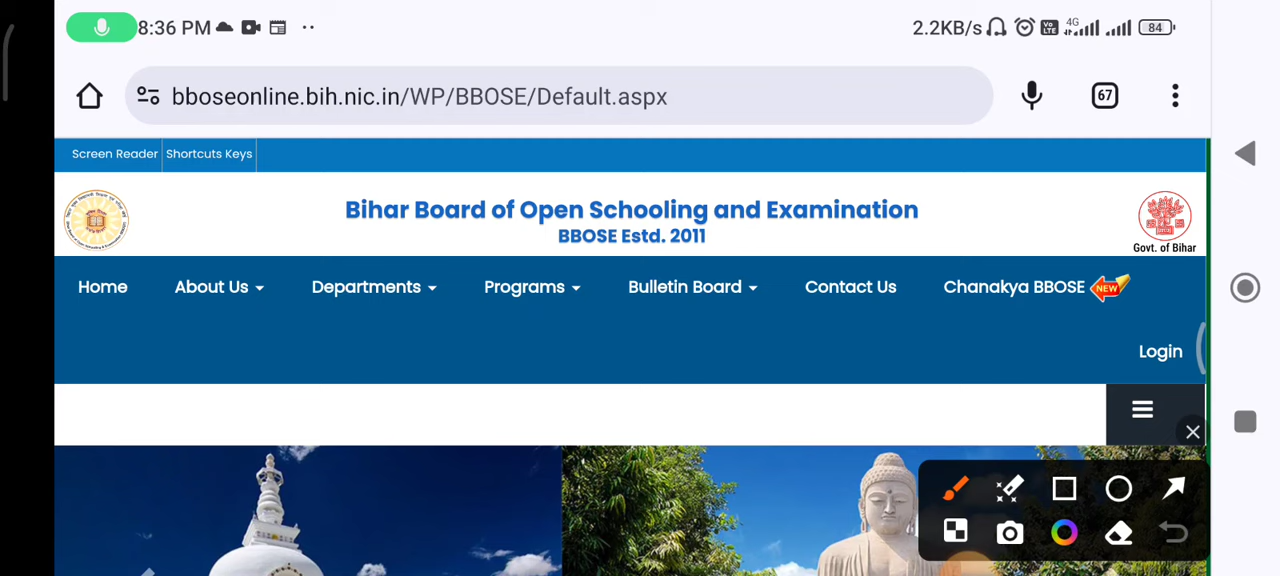 8:36 PM
2.2KB/s Vo LTE 4G 84
bboseonline.bih.nic.in/WP/BBOSE/Default.aspx
67
Screen Reader Shortcuts Keys
Bihar Board of Open Schooling and Examination
BBOSE Estd. 2011
Govt. of Bihar
Home About Us Departments Programs Bulletin Board Contact Us Chanakya BBOSE NEW
Login